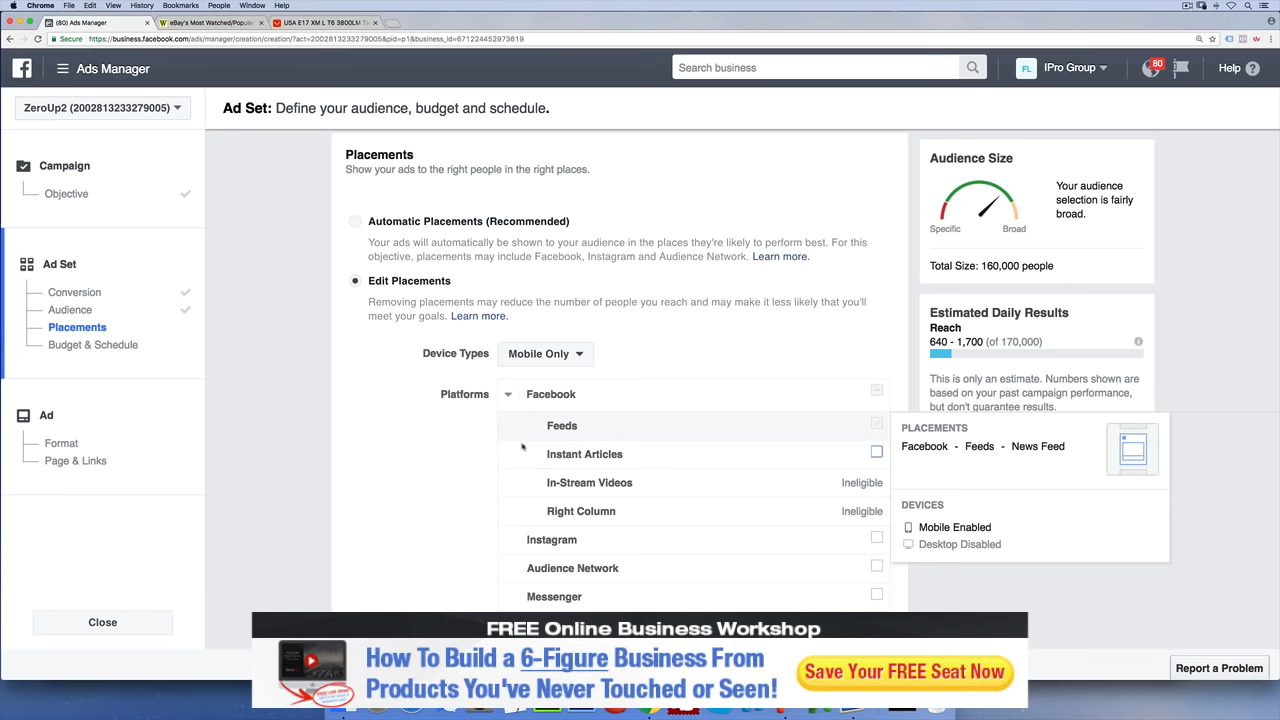 Chrome File Edit View History Bookmarks People Window Help
(80) Ads Manager
eBay's Most Watched/Popula
USA E17 XM L T6 3800LM Ta
Secure https://business.facebook.com/ads/manager/creation/creation/?act=2002813233279005&pid=p1&business_id=671224452973619
Ads Manager
Search business
FL IPro Group
80
Help
ZeroUp2 (2002813233279005)
Ad Set: Define your audience, budget and schedule.
Campaign
Objective
Ad Set
Conversion
Audience
Placements
Budget & Schedule
Ad
Format
Page & Links
Close
Placements
Show your ads to the right people in the right places.
Automatic Placements (Recommended)
Your ads will automatically be shown to your audience in the places they're likely to perform best. For this
objective, placements may include Facebook, Instagram and Audience Network. Learn more.
Edit Placements
Removing placements may reduce the number of people you reach and may make it less likely that you'll
meet your goals. Learn more.
Device Types Mobile Only
Platforms Facebook
Feeds
Instant Articles
In-Stream Videos Ineligible
Right Column Ineligible
Instagram
Audience Network
Messenger
Audience Size
Specific Broad
Your audience
selection is fairly
broad.
Total Size: 160,000 people
Estimated Daily Results
Reach
640 - 1,700 (of 170,000)
This is only an estimate. Numbers shown are
based on your past campaign performance,
but don't guarantee results.
PLACEMENTS
Facebook - Feeds - News Feed
DEVICES
Mobile Enabled
Desktop Disabled
FREE Online Business Workshop
How To Build a 6-Figure Business From
Products You've Never Touched or Seen!
Save Your FREE Seat Now
Report a Problem